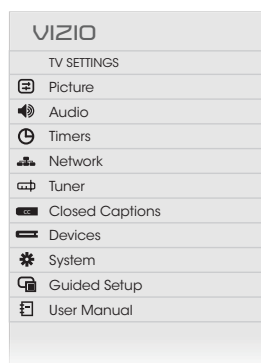 VIZIO
TV SETTINGS
Picture
Audio
Timers
Network
Tuner
CC Closed Captions
Devices
System
Guided Setup
User Manual